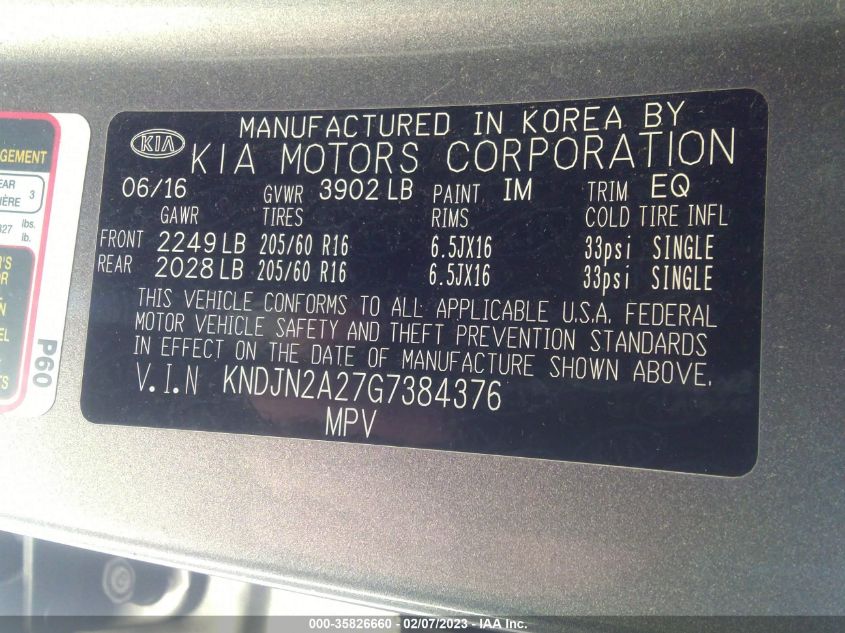 MANUFACTURED IN KOREA BY
KIA KIA MOTORS CORPORATION
06/16 GVWR 3902 LB PAINT IM TRIM EQ
GAWR TIRES RIMS COLD TIRE INFL
FRONT 2249 LB 205/60 R16 6.5JX16 33psi SINGLE
REAR 2028 LB 205/60 R16 6.5JX16 33psi SINGLE
THIS VEHICLE CONFORMS TO ALL APPLICABLE U.S.A. FEDERAL
MOTOR VEHICLE SAFETY AND THEFT PREVENTION STANDARDS
IN EFFECT ON THE DATE OF MANUFACTURE SHOWN ABOVE.
V.I.N KNDJN2A27G7384376
MPV
3
lbs.
lb.
P60
000-35826660 - 02/07/2023 - IAA Inc.